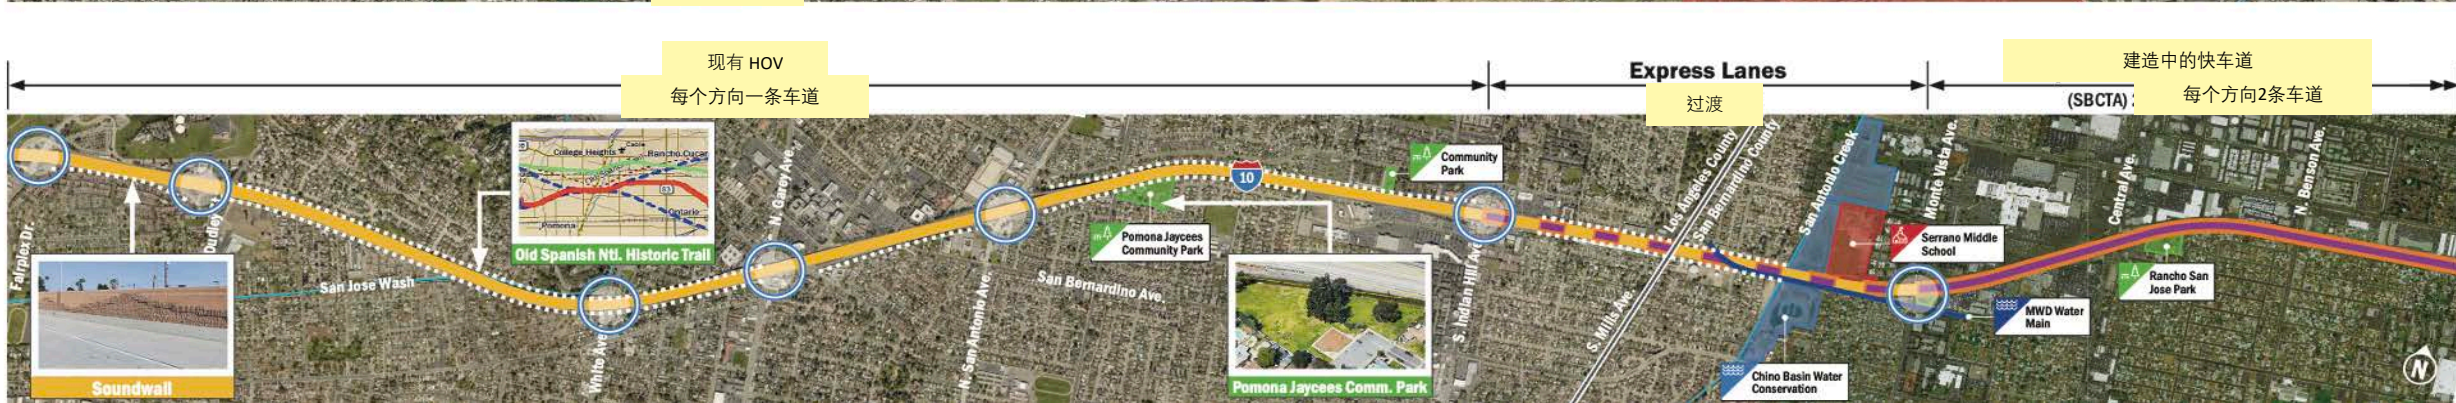 现有 HOV
每个方向一条车道
Express Lanes
过渡
建造中的快车道
(SBCTA)
每个方向2条车道
Fairplex Dr.
Dudley
Soundwall
San Jose Wash
College Heights
Cable
Rancho Cucar
83
Ontario
Pomona
Old Spanish Ntl. Historic Trail
White Ave
N. Garey Ave.
N. San Antonio Ave.
San Bernardino Ave.
Pomona Jaycees
Community Park
10
Community
Park
Pomona Jaycees Comm. Park
S. Indian Hill Ave
S. Mills Ave.
Los Angeles County
San Bernardino County
San Antonio Creek
Chino Basin Water
Conservation
Serrano Middle
School
Monte Vista Ave.
MWD Water
Main
Central Ave.
Rancho San
Jose Park
N. Benson Ave.
N